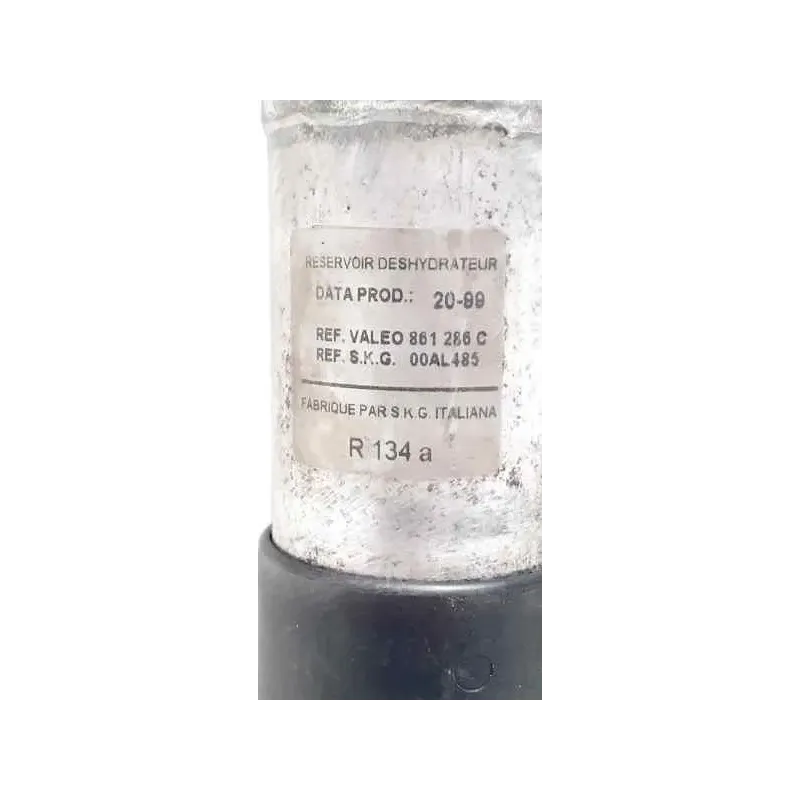 RESERVOIR DESHYDRATEUR
DATA PROD.: 20-99
REF. VALEO 861 286 C
REF. S.K.G. 00AL485
FABRIQUE PAR S.K.G. ITALIANA
R 134 a